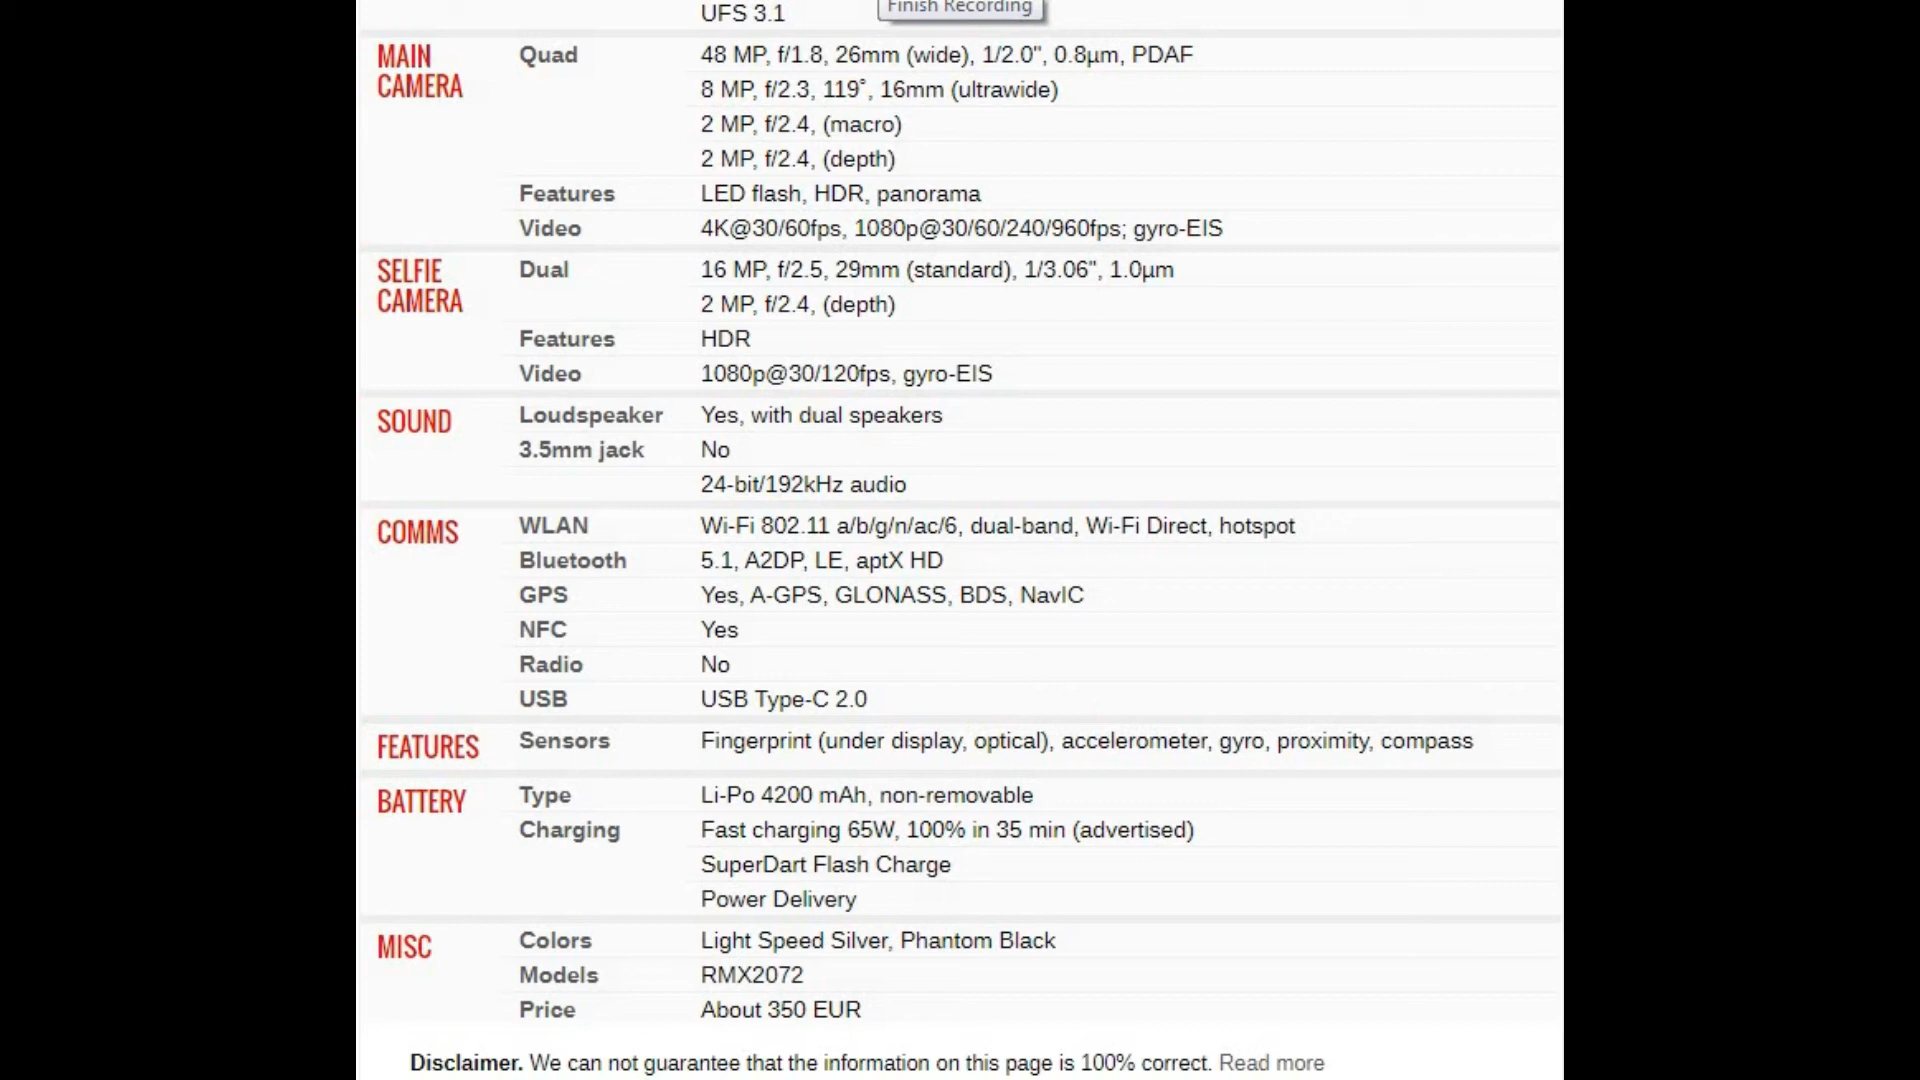 UFS 3.1
Finish Recording
MAIN CAMERA
Quad 48 MP, f/1.8, 26mm (wide), 1/2.0", 0.8µm, PDAF
8 MP, f/2.3, 119˚, 16mm (ultrawide)
2 MP, f/2.4, (macro)
2 MP, f/2.4, (depth)
Features LED flash, HDR, panorama
Video 4K@30/60fps, 1080p@30/60/240/960fps; gyro-EIS
SELFIE CAMERA
Dual 16 MP, f/2.5, 29mm (standard), 1/3.06", 1.0µm
2 MP, f/2.4, (depth)
Features HDR
Video 1080p@30/120fps, gyro-EIS
SOUND Loudspeaker Yes, with dual speakers
3.5mm jack No
24-bit/192kHz audio
COMMS WLAN Wi-Fi 802.11 a/b/g/n/ac/6, dual-band, Wi-Fi Direct, hotspot
Bluetooth 5.1, A2DP, LE, aptX HD
GPS Yes, A-GPS, GLONASS, BDS, NavIC
NFC Yes
Radio No
USB USB Type-C 2.0
FEATURES Sensors Fingerprint (under display, optical), accelerometer, gyro, proximity, compass
BATTERY Type Li-Po 4200 mAh, non-removable
Charging Fast charging 65W, 100% in 35 min (advertised)
SuperDart Flash Charge
Power Delivery
MISC Colors Light Speed Silver, Phantom Black
Models RMX2072
Price About 350 EUR
Disclaimer. We can not guarantee that the information on this page is 100% correct. Read more